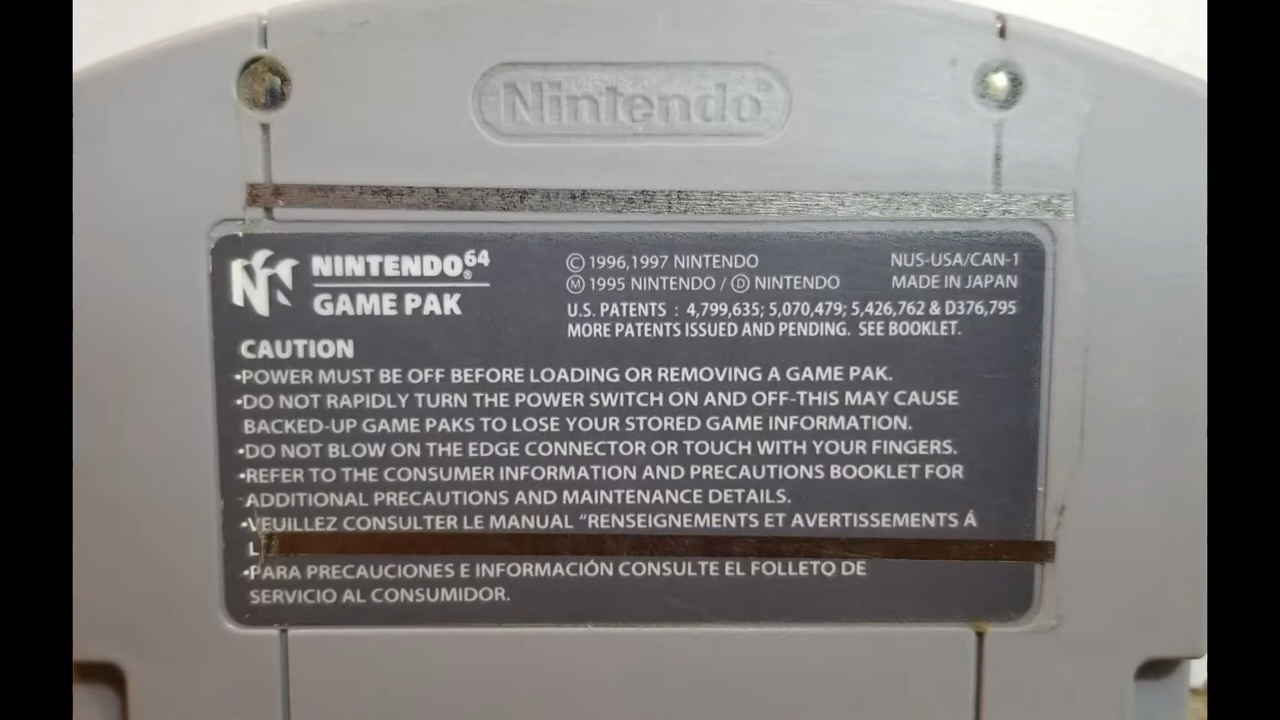 Nintendo™
NINTENDO64®
GAME PAK
© 1996,1997 NINTENDO
Ⓜ 1995 NINTENDO / Ⓓ NINTENDO
NUS-USA/CAN-1
MADE IN JAPAN
U.S. PATENTS : 4,799,635; 5,070,479; 5,426,762 & D376,795
MORE PATENTS ISSUED AND PENDING. SEE BOOKLET.
CAUTION
•POWER MUST BE OFF BEFORE LOADING OR REMOVING A GAME PAK.
•DO NOT RAPIDLY TURN THE POWER SWITCH ON AND OFF-THIS MAY CAUSE
BACKED-UP GAME PAKS TO LOSE YOUR STORED GAME INFORMATION.
•DO NOT BLOW ON THE EDGE CONNECTOR OR TOUCH WITH YOUR FINGERS.
•REFER TO THE CONSUMER INFORMATION AND PRECAUTIONS BOOKLET FOR
ADDITIONAL PRECAUTIONS AND MAINTENANCE DETAILS.
•VEUILLEZ CONSULTER LE MANUAL “RENSEIGNEMENTS ET AVERTISSEMENTS Á
•PARA PRECAUCIONES E INFORMACIÓN CONSULTE EL FOLLETO DE
SERVICIO AL CONSUMIDOR.